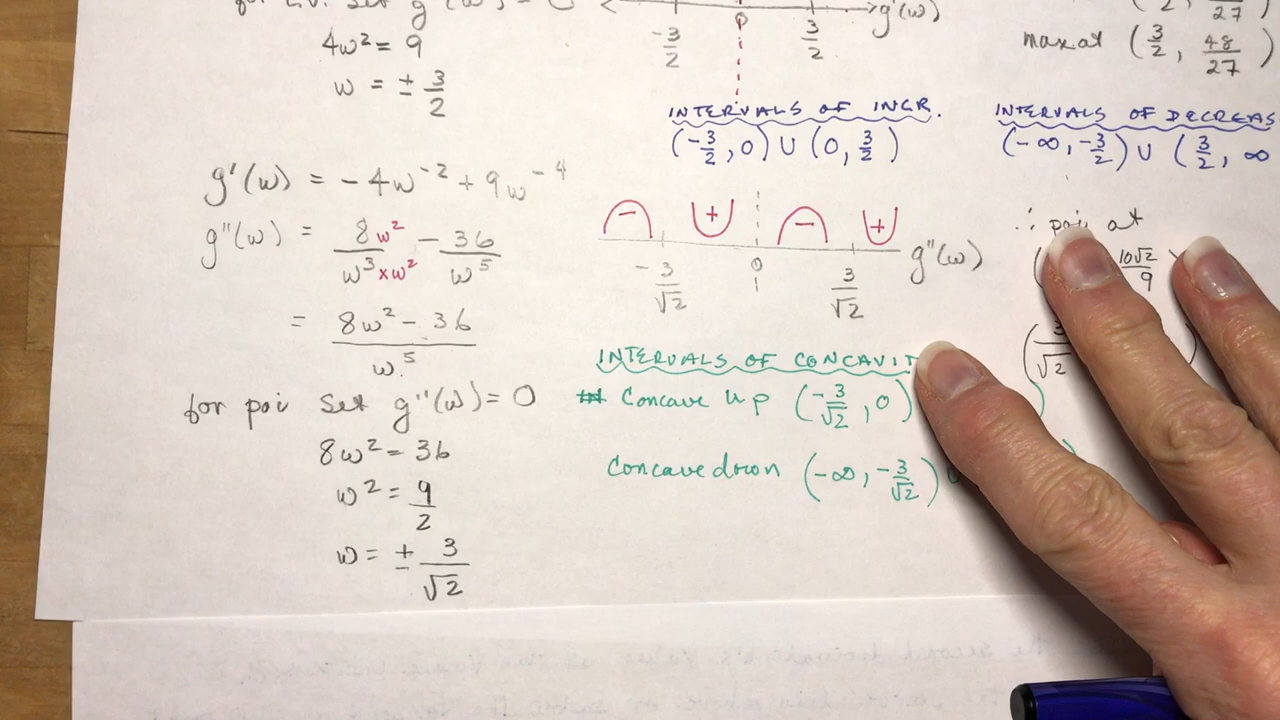 4w² = 9
w = ± 3/2
g'(w)
-3/2 0 3/2
27)
max at (3/2, 48/27)
INTERVALS OF INCR.
(-3/2, 0) ∪ (0, 3/2)
INTERVALS OF DECREAS
(-∞, -3/2) ∪ (3/2, ∞
g'(w) = -4w⁻² + 9w⁻⁴
g''(w) = 8w²/w³xw² - 36/w⁵
= 8w² - 36/w⁵
for poi set g''(w) = 0
8w² = 36
w² = 9/2
w = ± 3/√2
- + - +
-3/√2 0 3/√2 g''(w)
∴ poi at
10√2/9
√2
INTERVALS OF CONCAVIT
Concave up (-3/√2, 0)
Concave down (-∞, -3/√2) ∪